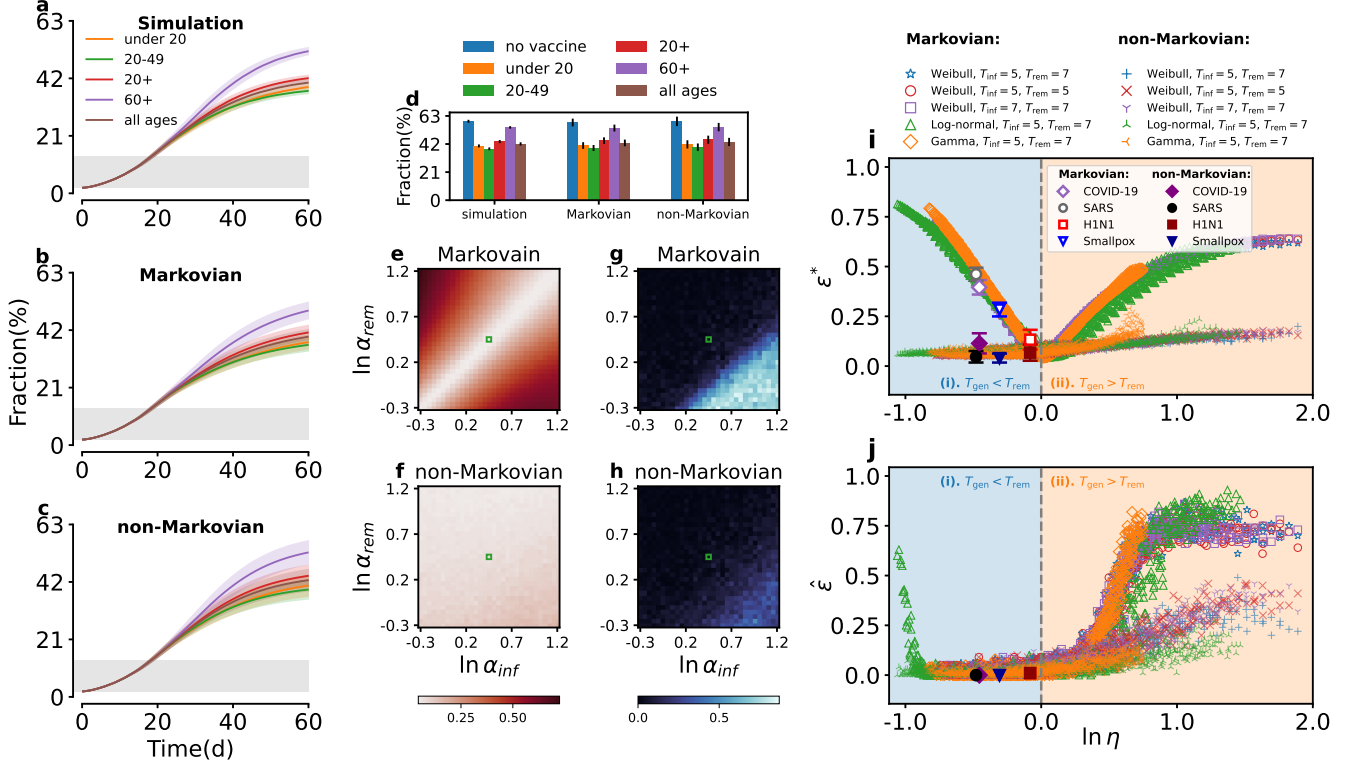 a
Simulation
under 20
20-49
20+
60+
all ages
63
42
21
0
0
20
40
60
b
Markovian
63
42
21
0
0
20
40
60
Fraction(%)
c
non-Markovian
63
42
21
0
0
20
40
60
Time(d)
no vaccine
under 20
20-49
20+
60+
all ages
d
Fraction(%)
63
42
21
0
simulation
Markovian
non-Markovian
e
Markovain
1.2
0.7
0.2
-0.3
ln α_rem
-0.3 0.2 0.7 1.2
g
Markovain
1.2
0.7
0.2
-0.3
-0.3 0.2 0.7 1.2
f
non-Markovian
1.2
0.7
0.2
-0.3
ln α_rem
-0.3 0.2 0.7 1.2
ln α_inf
h
non-Markovian
1.2
0.7
0.2
-0.3
-0.3 0.2 0.7 1.2
ln α_inf
0.25 0.50
0.0 0.5
Markovian:
Weibull, T_inf = 5, T_rem = 7
Weibull, T_inf = 5, T_rem = 5
Weibull, T_inf = 7, T_rem = 7
Log-normal, T_inf = 5, T_rem = 7
Gamma, T_inf = 5, T_rem = 7
non-Markovian:
Weibull, T_inf = 5, T_rem = 7
Weibull, T_inf = 5, T_rem = 5
Weibull, T_inf = 7, T_rem = 7
Log-normal, T_inf = 5, T_rem = 7
Gamma, T_inf = 5, T_rem = 7
i
Markovian:
COVID-19
SARS
H1N1
Smallpox
non-Markovian:
COVID-19
SARS
H1N1
Smallpox
1.0
0.75
0.5
0.25
0.0
ε*
(i). T_gen < T_rem
(ii). T_gen > T_rem
-1.0 0.0 1.0 2.0
j
(i). T_gen < T_rem
(ii). T_gen > T_rem
1.0
0.75
0.5
0.25
0.0
ε̂
-1.0 0.0 1.0 2.0
ln η